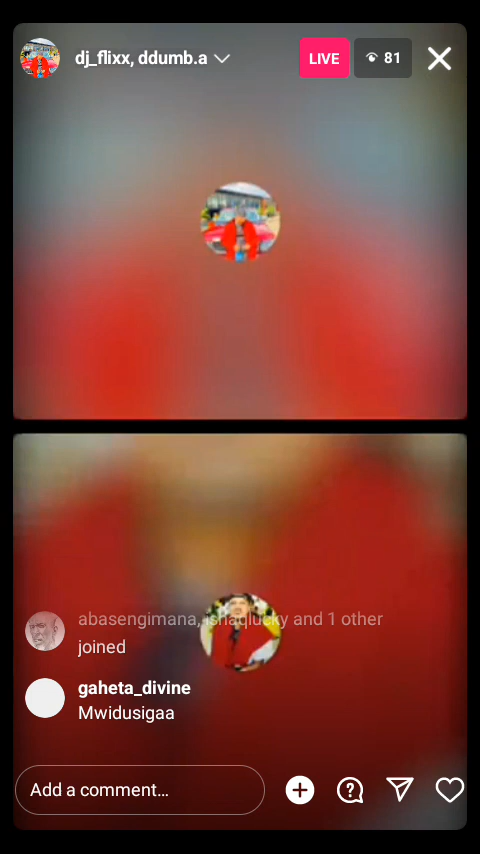 dj_flixx, ddumb.a
LIVE
81
abasengimana, ishaqlucky and 1 other
joined
gaheta_divine
Mwidusigaa
Add a comment...